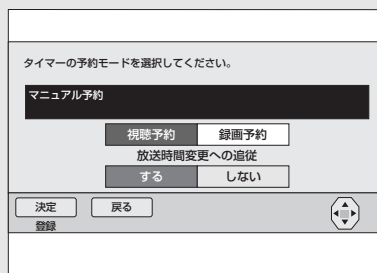 タイマーの予約モードを選択してください。
マニュアル予約
視聴予約 録画予約
放送時間変更への追従
する しない
決定 戻る
登録